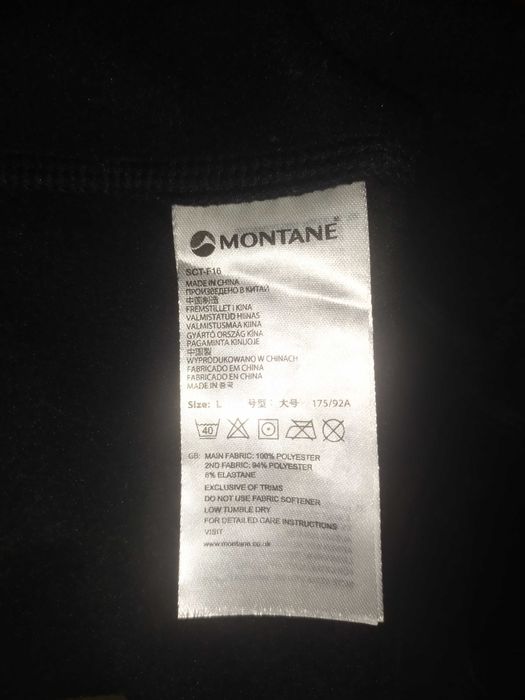 MONTANE®
SCT-F16
MADE IN CHINA
ПРОИЗВЕДЕНО В КИТАЙ
中国制造
FREMSTILLET I KINA
VALMISTATUD HIINAS
VALMISTUSMAA KIINA
GYÁRTÓ ORSZÁG KÍNA
PAGAMINTA KINIJOJE
中国製
WYPRODUKOWANO W CHINACH
FABRICADO EM CHINA
FABRICADO EN CHINA
MADE IN 중국
Size: L 号型: 大号 175/92A
40
GB: MAIN FABRIC: 100% POLYESTER
2ND FABRIC: 94% POLYESTER
6% ELASTANE
EXCLUSIVE OF TRIMS
DO NOT USE FABRIC SOFTENER
LOW TUMBLE DRY
FOR DETAILED CARE INSTRUCTIONS
VISIT
www.montane.co.uk